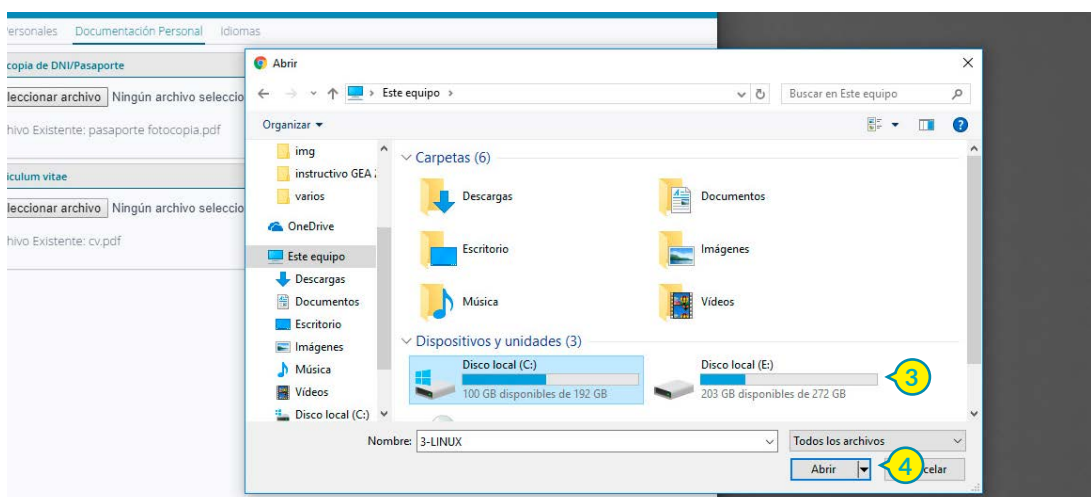 ersonales Documentación Personal Idiomas
copia de DNI/Pasaporte
leccionar archivo Ningún archivo seleccio
hivo Existente: pasaporte fotocopia.pdf
iculum vitae
leccionar archivo Ningún archivo seleccio
hivo Existente: cv.pdf
Abrir
Este equipo
Buscar en Este equipo
Organizar
img
instructivo GEA
varios
OneDrive
Este equipo
Descargas
Documentos
Escritorio
Imágenes
Música
Vídeos
Disco local (C:)
Carpetas (6)
Descargas
Documentos
Escritorio
Imágenes
Música
Vídeos
Dispositivos y unidades (3)
Disco local (C:)
100 GB disponibles de 192 GB
Disco local (E:)
203 GB disponibles de 272 GB
3
Nombre: 3-LINUX
Todos los archivos
Abrir
4
celar